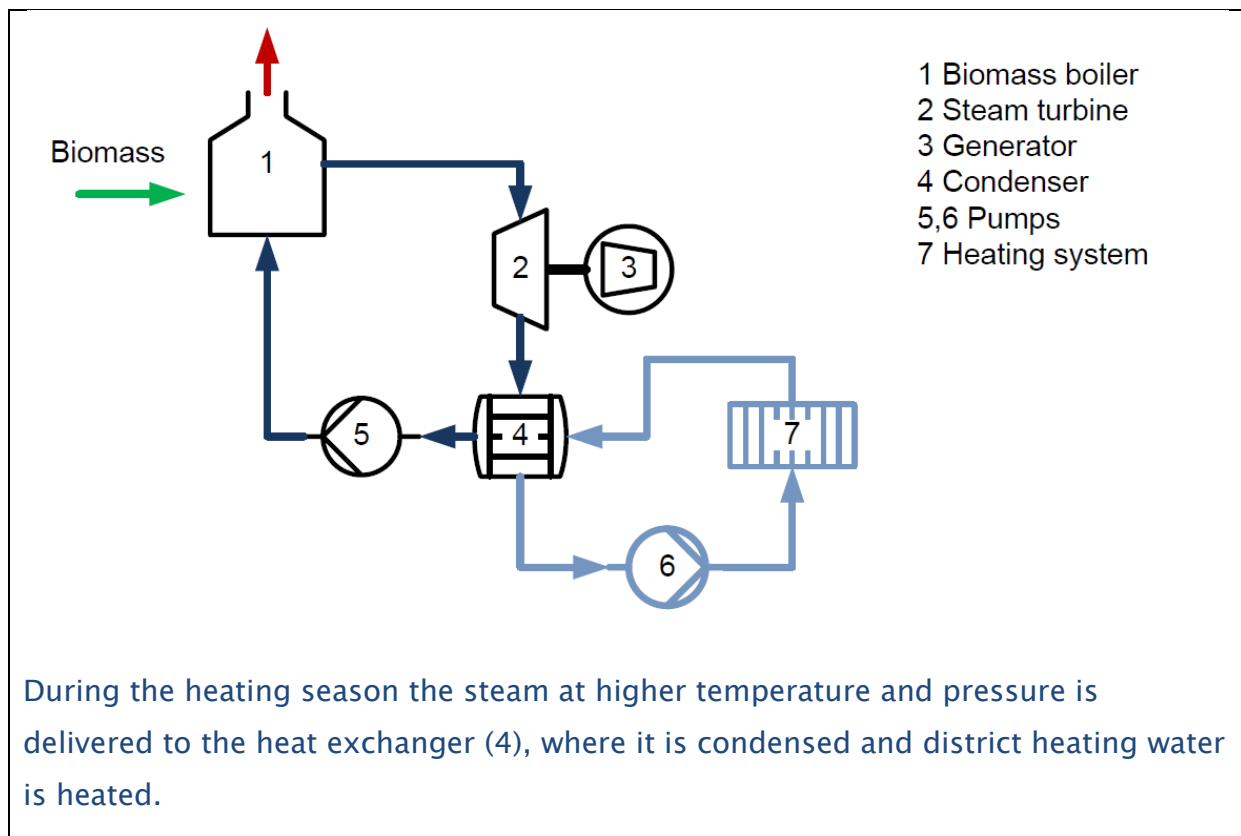 1 Biomass boiler
2 Steam turbine
3 Generator
4 Condenser
5,6 Pumps
7 Heating system
Biomass
1
2
3
4
5
6
7
During the heating season the steam at higher temperature and pressure is
delivered to the heat exchanger (4), where it is condensed and district heating water
is heated.